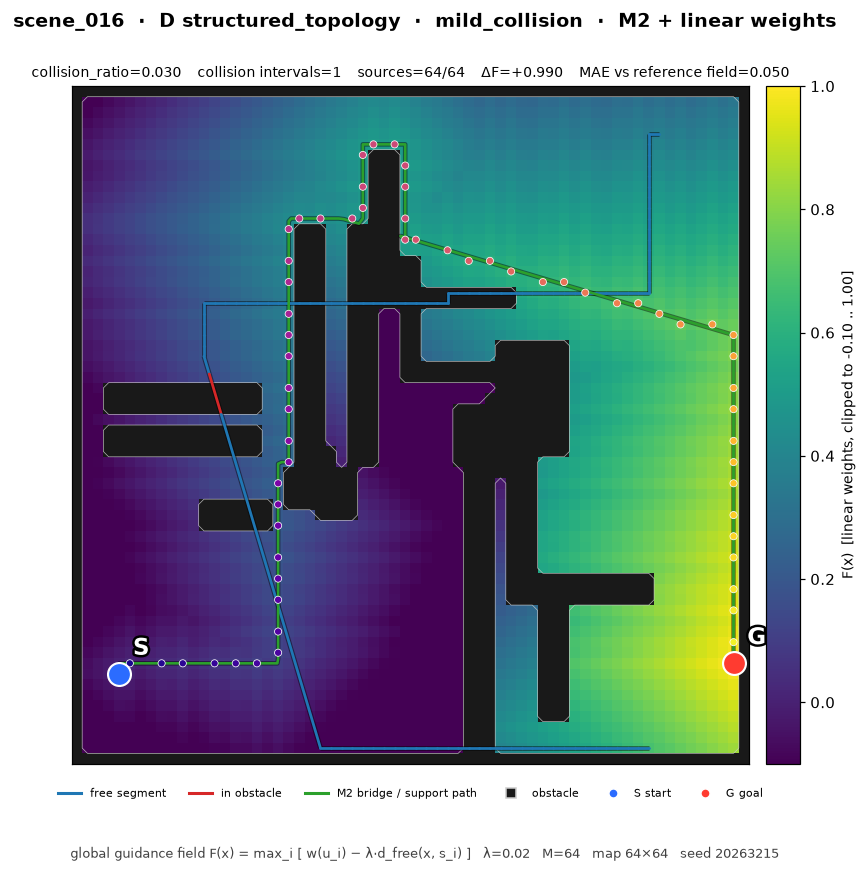 scene_016 · D structured_topology · mild_collision · M2 + linear weights
collision_ratio=0.030 collision intervals=1 sources=64/64 ΔF=+0.990 MAE vs reference field=0.050
1.0
0.8
0.6
0.4
0.2
0.0
F(x) [linear weights, clipped to -0.10 .. 1.00]
S
G
free segment in obstacle M2 bridge / support path obstacle S start G goal
global guidance field F(x) = max_i [ w(u_i) − λ·d_free(x, s_i) ] λ=0.02 M=64 map 64×64 seed 20263215